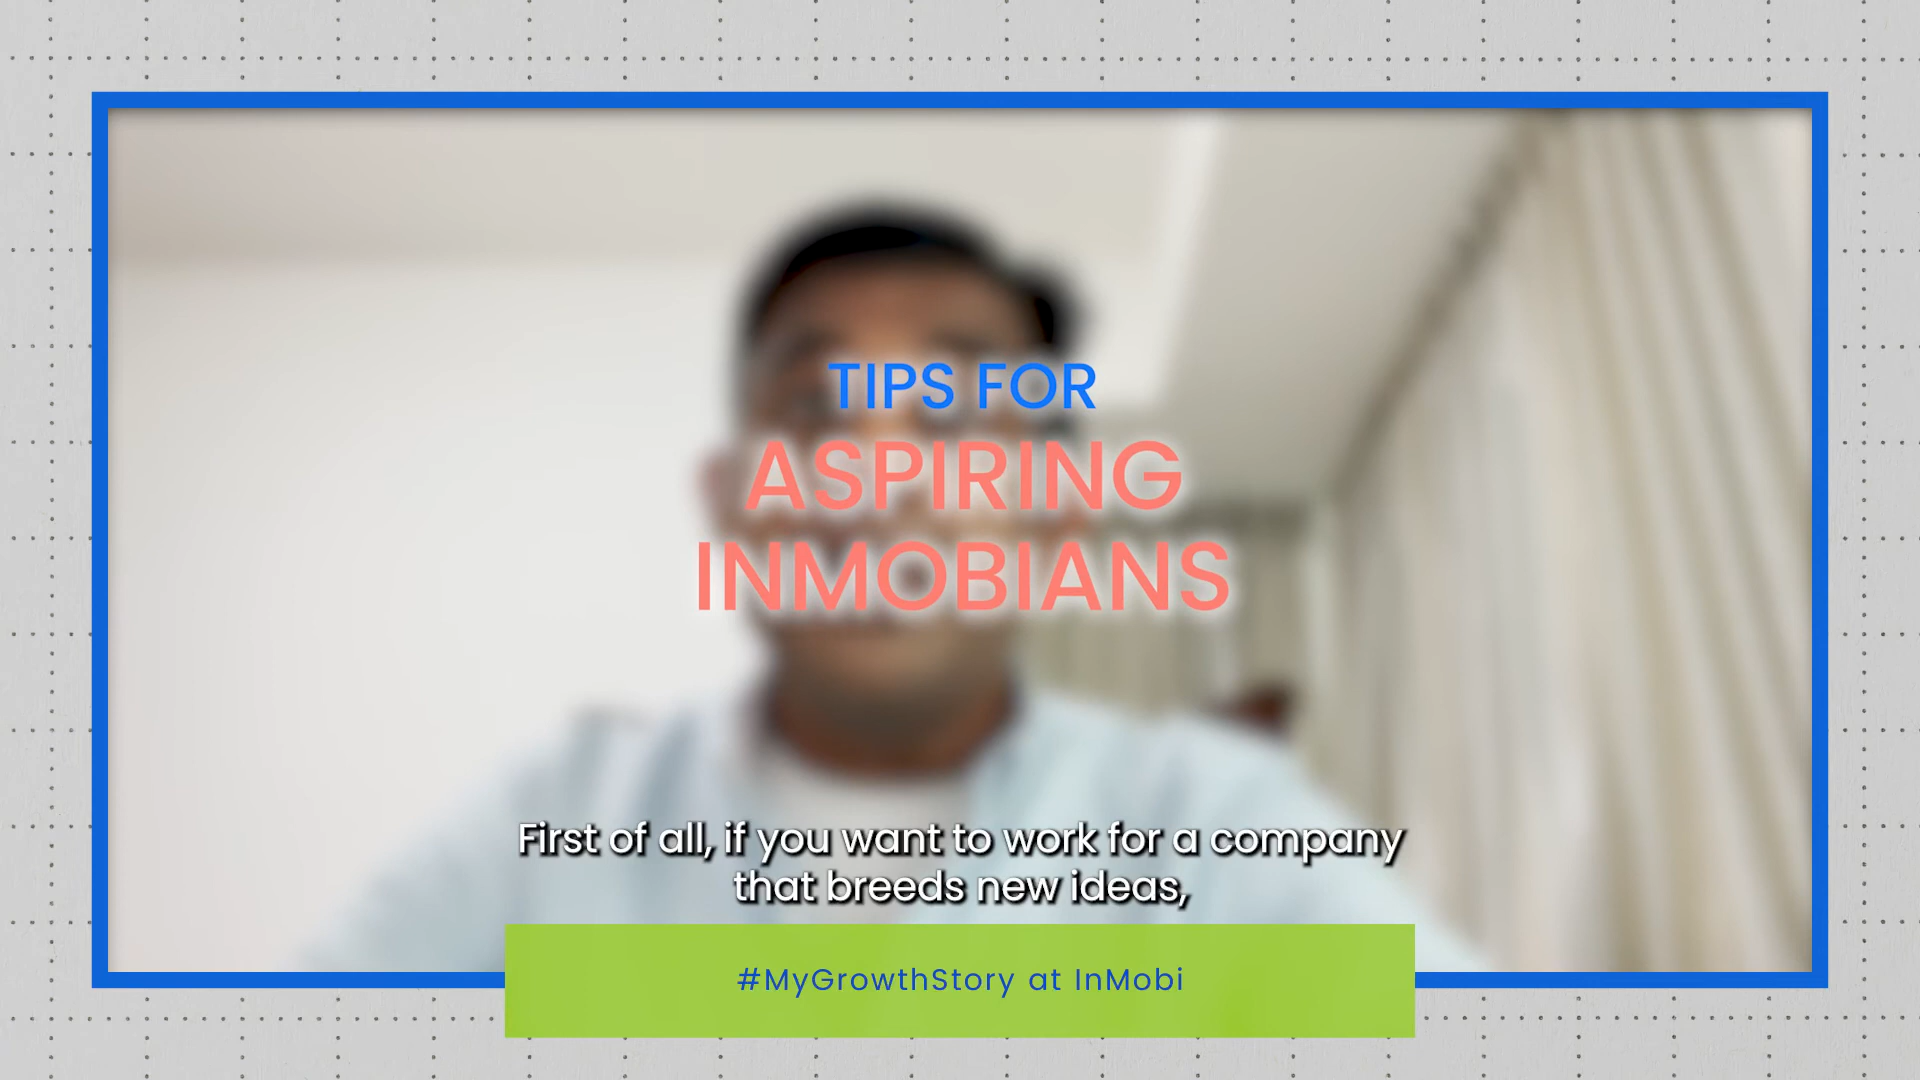 TIPS FOR
ASPIRING
INMOBIANS
First of all, if you want to work for a company
that breeds new ideas,
#MyGrowthStory at InMobi